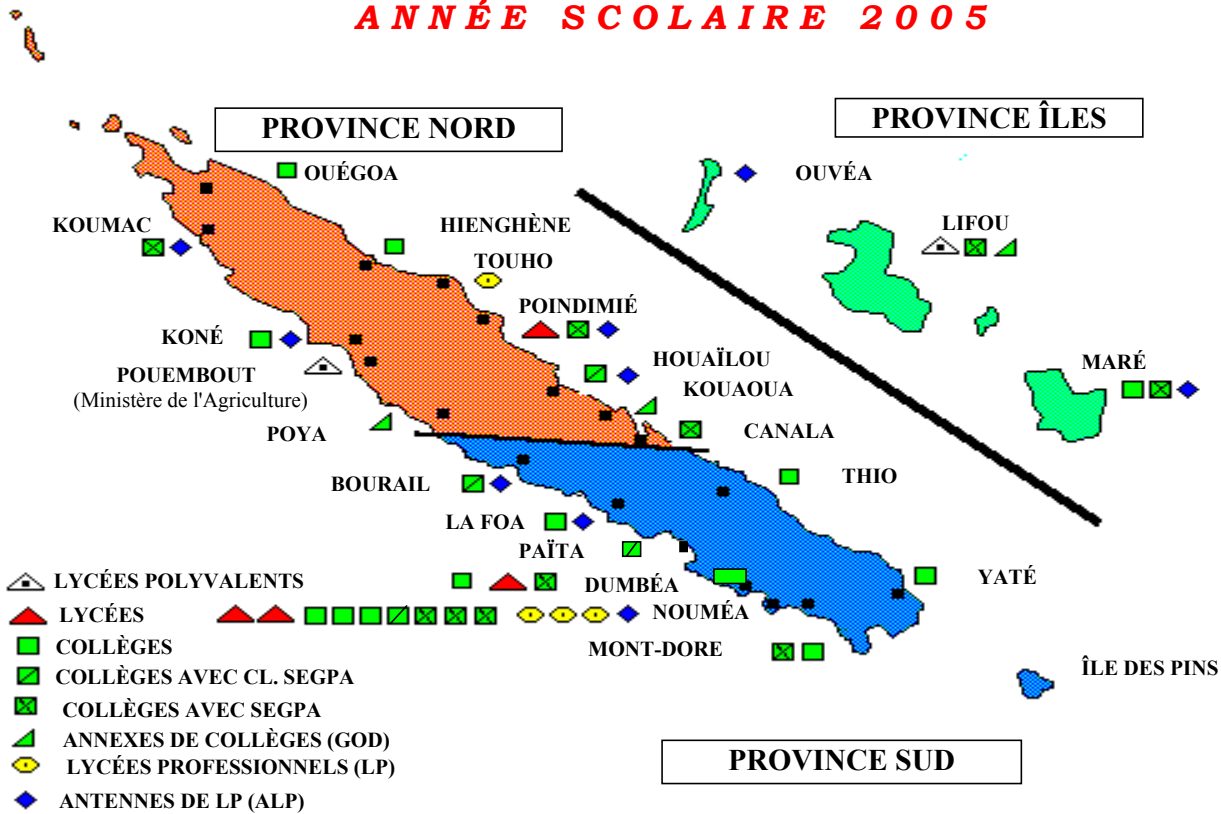 ANNÉE SCOLAIRE 2005
PROVINCE NORD
PROVINCE ÎLES
OUÉGOA
OUVÉA
KOUMAC
HIENGHÈNE
LIFOU
TOUHO
POINDIMIÉ
KONÉ
HOUAÏLOU
MARÉ
POUEMBOUT
(Ministère de l'Agriculture)
KOUAOUA
POYA
CANALA
BOURAIL
THIO
LA FOA
PAÏTA
DUMBÉA
YATÉ
NOUMÉA
MONT-DORE
ÎLE DES PINS
LYCÉES POLYVALENTS
LYCÉES
COLLÈGES
COLLÈGES AVEC CL. SEGPA
COLLÈGES AVEC SEGPA
ANNEXES DE COLLÈGES (GOD)
LYCÉES PROFESSIONNELS (LP)
ANTENNES DE LP (ALP)
PROVINCE SUD